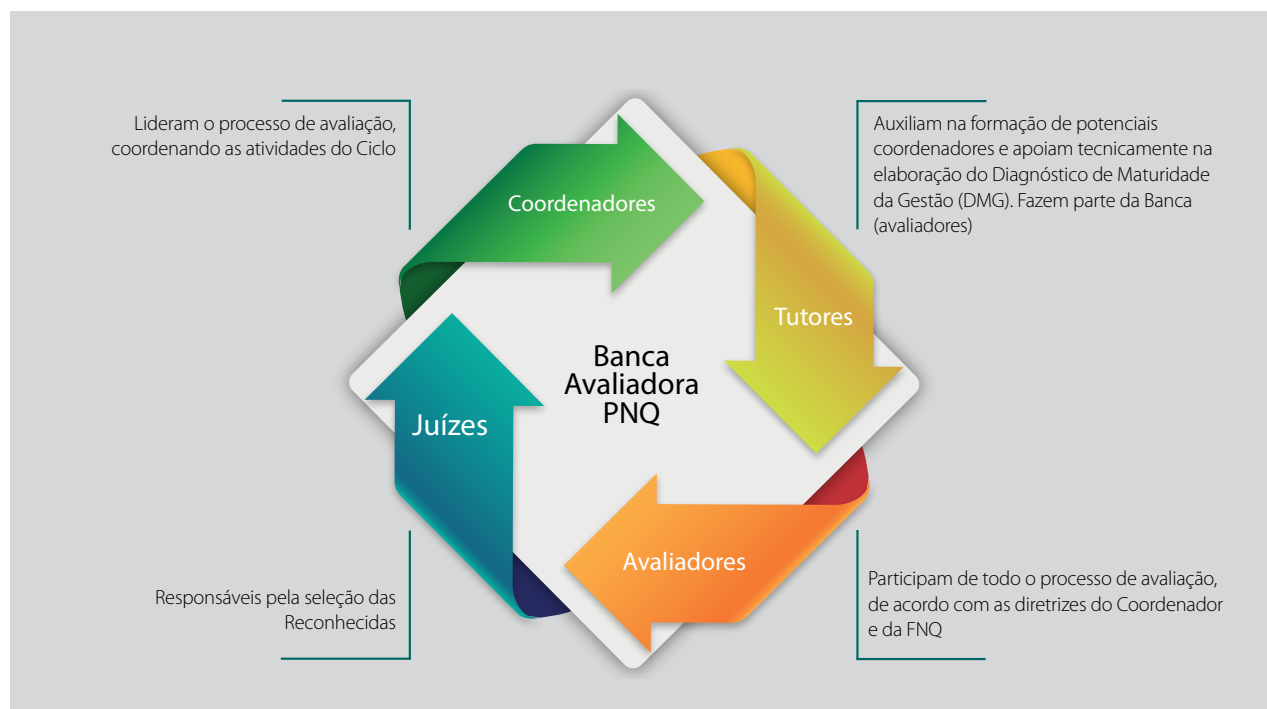 Lideram o processo de avaliação,
coordenando as atividades do Ciclo
Auxiliam na formação de potenciais
coordenadores e apoiam tecnicamente na
elaboração do Diagnóstico de Maturidade
da Gestão (DMG). Fazem parte da Banca
(avaliadores)
Coordenadores
Tutores
Banca
Avaliadora
PNQ
Juízes
Avaliadores
Responsáveis pela seleção das
Reconhecidas
Participam de todo o processo de avaliação,
de acordo com as diretrizes do Coordenador
e da FNQ